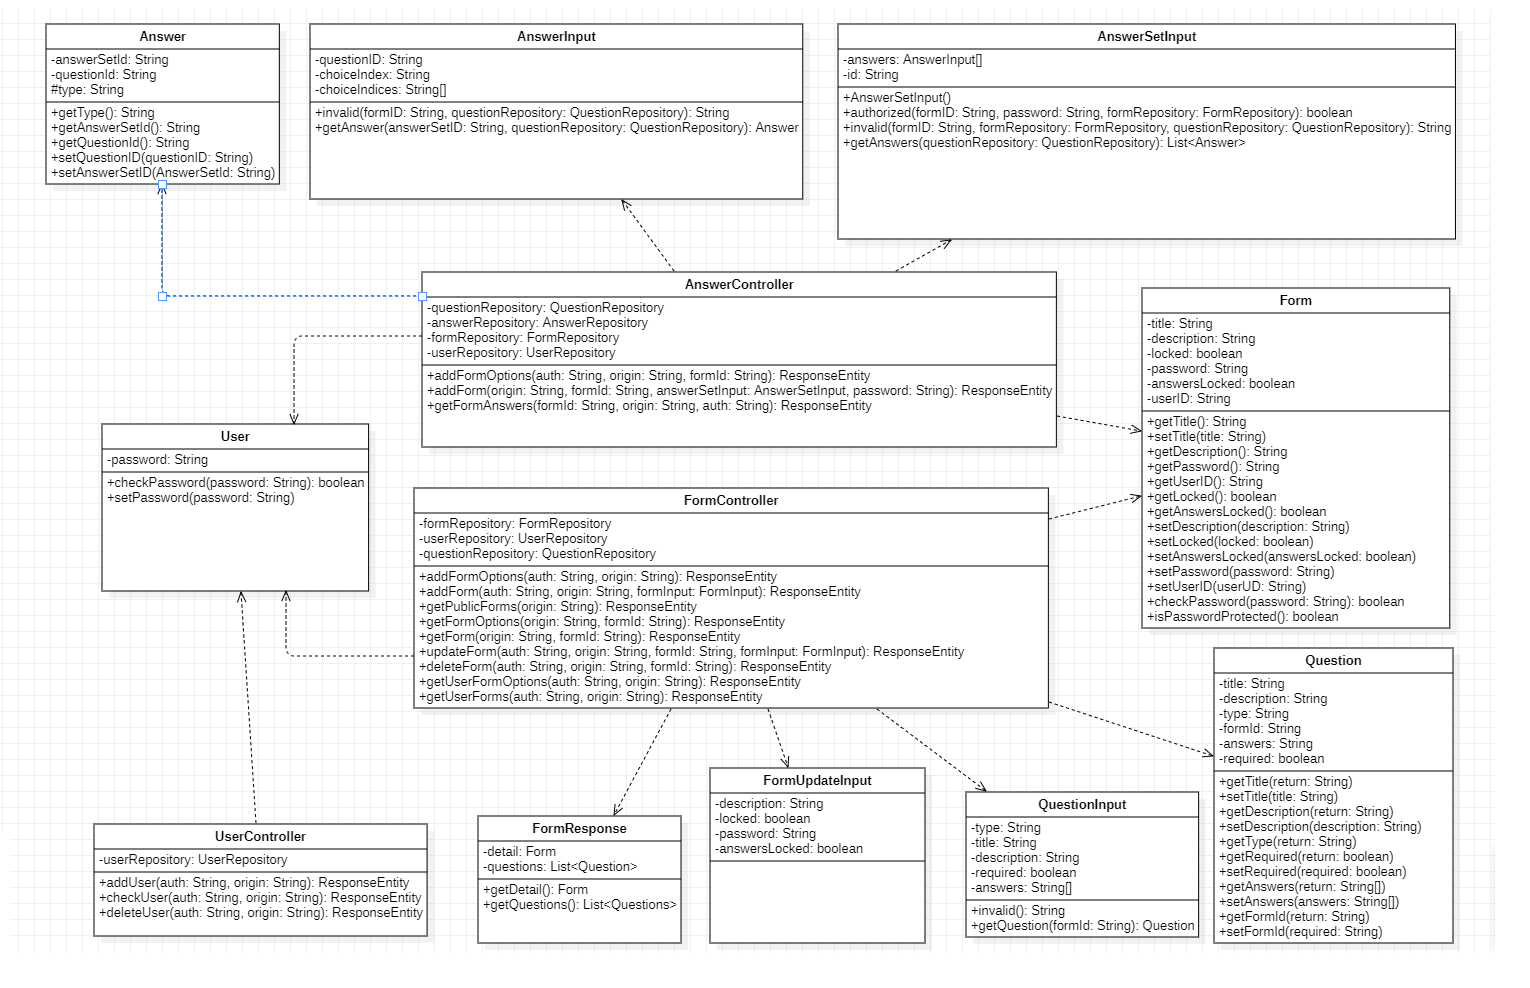 Answer
-answerSetId: String
-questionId: String
#type: String
+getType(): String
+getAnswerSetId(): String
+getQuestionId(): String
+setQuestionID(questionID: String)
+setAnswerSetID(AnswerSetId: String)
AnswerInput
-questionID: String
-choiceIndex: String
-choiceIndices: String[]
+invalid(formID: String, questionRepository: QuestionRepository): String
+getAnswer(answerSetID: String, questionRepository: QuestionRepository): Answer
AnswerSetInput
-answers: AnswerInput[]
-id: String
+AnswerSetInput()
+authorized(formID: String, password: String, formRepository: FormRepository): boolean
+invalid(formID: String, formRepository: FormRepository, questionRepository: QuestionRepository): String
+getAnswers(questionRepository: QuestionRepository): List<Answer>
AnswerController
-questionRepository: QuestionRepository
-answerRepository: AnswerRepository
-formRepository: FormRepository
-userRepository: UserRepository
+addFormOptions(auth: String, origin: String, formId: String): ResponseEntity
+addForm(origin: String, formId: String, answerSetInput: AnswerSetInput, password: String): ResponseEntity
+getFormAnswers(formId: String, origin: String, auth: String): ResponseEntity
Form
-title: String
-description: String
-locked: boolean
-password: String
-answersLocked: boolean
-userID: String
+getTitle(): String
+setTitle(title: String)
+getDescription(): String
+getPassword(): String
+getUserID(): String
+getLocked(): boolean
+getAnswersLocked(): boolean
+setDescription(description: String)
+setLocked(locked: boolean)
+setAnswersLocked(answersLocked: boolean)
+setPassword(password: String)
+setUserID(userUD: String)
+checkPassword(password: String): boolean
+isPasswordProtected(): boolean
User
-password: String
+checkPassword(password: String): boolean
+setPassword(password: String)
FormController
-formRepository: FormRepository
-userRepository: UserRepository
-questionRepository: QuestionRepository
+addFormOptions(auth: String, origin: String): ResponseEntity
+addForm(auth: String, origin: String, formInput: FormInput): ResponseEntity
+getPublicForms(origin: String): ResponseEntity
+getFormOptions(origin: String, formId: String): ResponseEntity
+getForm(origin: String, formId: String): ResponseEntity
+updateForm(auth: String, origin: String, formId: String, formInput: FormInput): ResponseEntity
+deleteForm(auth: String, origin: String, formId: String): ResponseEntity
+getUserFormOptions(auth: String, origin: String): ResponseEntity
+getUserForms(auth: String, origin: String): ResponseEntity
Question
-title: String
-description: String
-type: String
-formId: String
-answers: String
-required: boolean
+getTitle(return: String)
+setTitle(title: String)
+getDescription(return: String)
+setDescription(description: String)
+getType(return: String)
+getRequired(return: boolean)
+setRequired(required: boolean)
+getAnswers(return: String[])
+setAnswers(answers: String[])
+getFormId(return: String)
+setFormId(required: String)
UserController
-userRepository: UserRepository
+addUser(auth: String, origin: String): ResponseEntity
+checkUser(auth: String, origin: String): ResponseEntity
+deleteUser(auth: String, origin: String): ResponseEntity
FormResponse
-detail: Form
-questions: List<Question>
+getDetail(): Form
+getQuestions(): List<Questions>
FormUpdateInput
-description: String
-locked: boolean
-password: String
-answersLocked: boolean
QuestionInput
-type: String
-title: String
-description: String
-required: boolean
-answers: String[]
+invalid(): String
+getQuestion(formId: String): Question